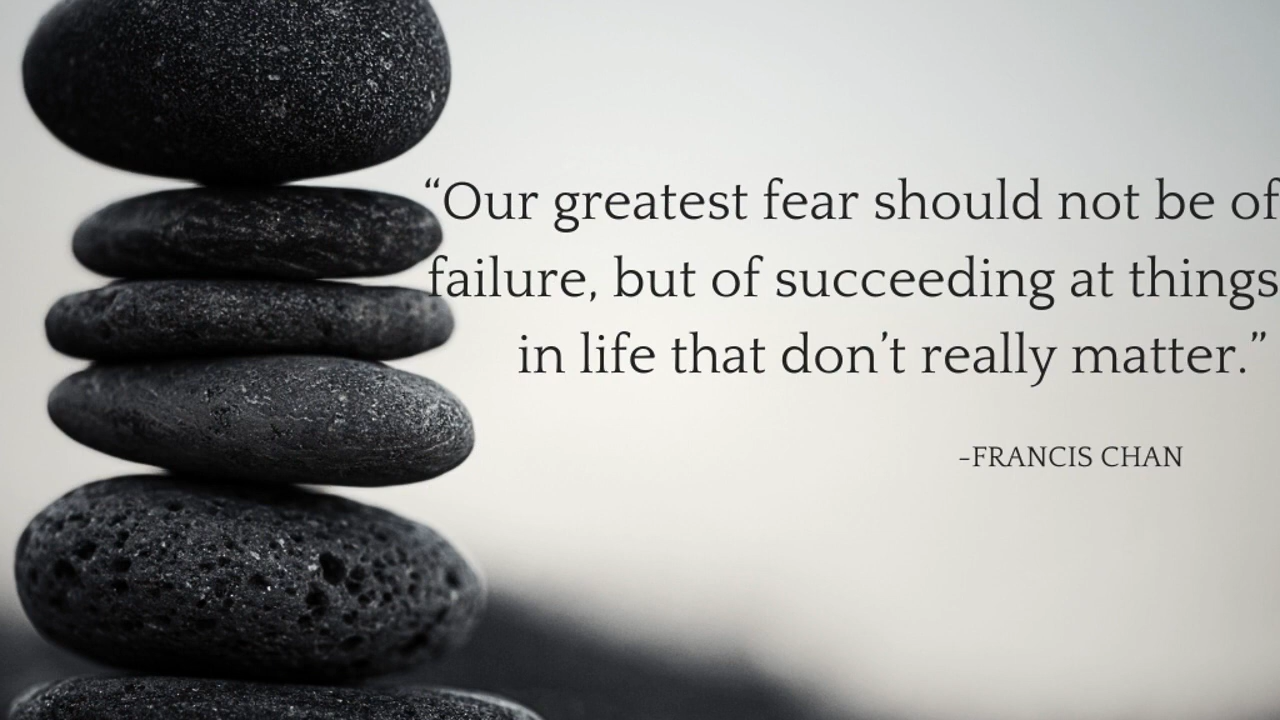 “Our greatest fear should not be of
failure, but of succeeding at things
in life that don’t really matter.”
–FRANCIS CHAN